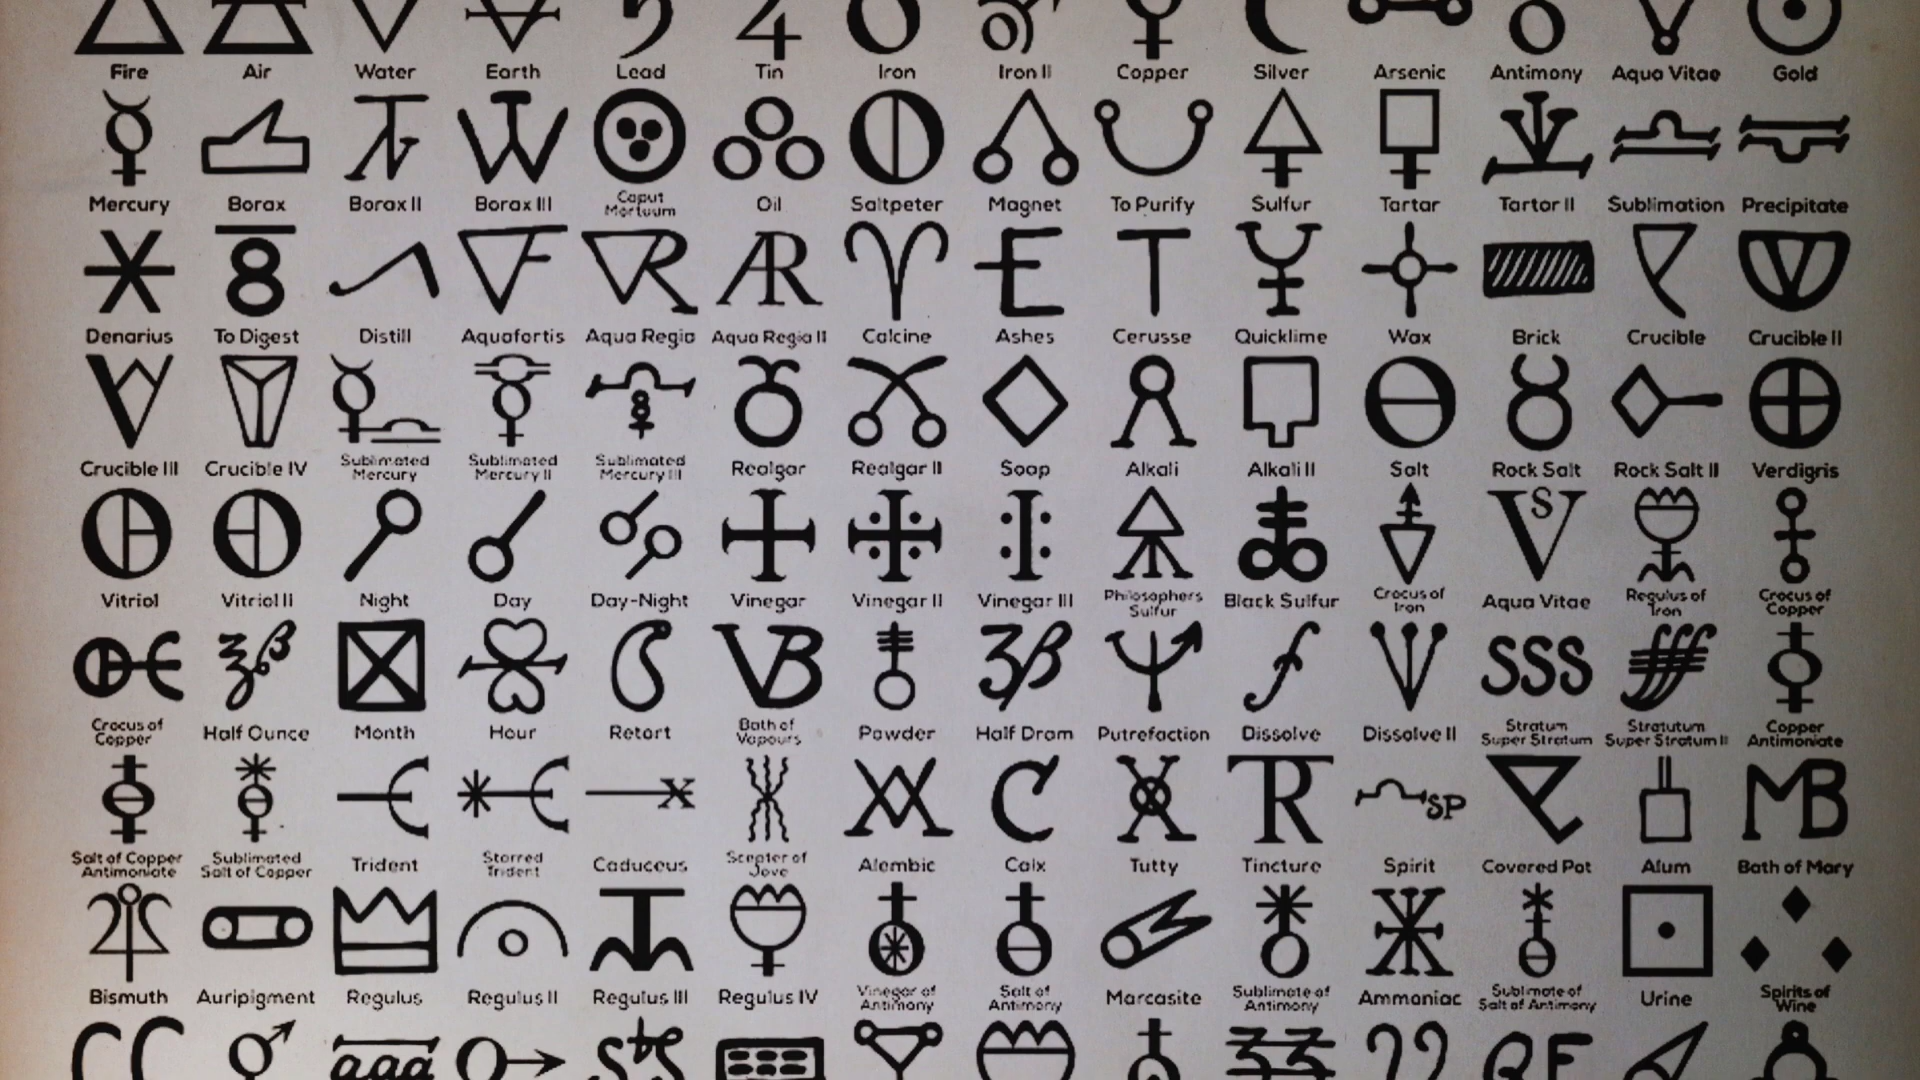 Fire Air Water Earth Lead Tin Iron Iron II Copper Silver Arsenic Antimony Aqua Vitae Gold
Mercury Borax Borax II Borax III Caput Mortuum Oil Saltpeter Magnet To Purify Sulfur Tartar Tartor II Sublimation Precipitate
Denarius To Digest Distill Aquafortis Aqua Regia Aqua Regia II Calcine Ashes Cerusse Quicklime Wax Brick Crucible Crucible II
Crucible III Crucible IV Sublimated Mercury Sublimated Mercury II Sublimated Mercury III Realgar Realgar II Soap Alkali Alkali II Salt Rock Salt Rock Salt II Verdigris
Vitriol Vitriol II Night Day Day-Night Vinegar Vinegar II Vinegar III Philosophers Sulfur Black Sulfur Crocus of Iron Aqua Vitae Regulus of Iron Crocus of Copper
Crocus of Copper Half Ounce Month Hour Retort Bath of Vapours Powder Half Dram Putrefaction Dissolve Dissolve II Stratum Super Stratum Stratutum Super Stratum II Copper Antimoniate
Salt of Copper Antimoniate Sublimated Salt of Copper Trident Starred Trident Caduceus Scepter of Jove Alembic Calx Tutty Tincture Spirit Covered Pot Alum Bath of Mary
Bismuth Auripigment Regulus Regulus II Regulus III Regulus IV Vinegar of Antimony Salt of Antimony Marcasite Sublimate of Antimony Ammoniac Sublimate of Salt of Antimony Urine Spirits of Wine